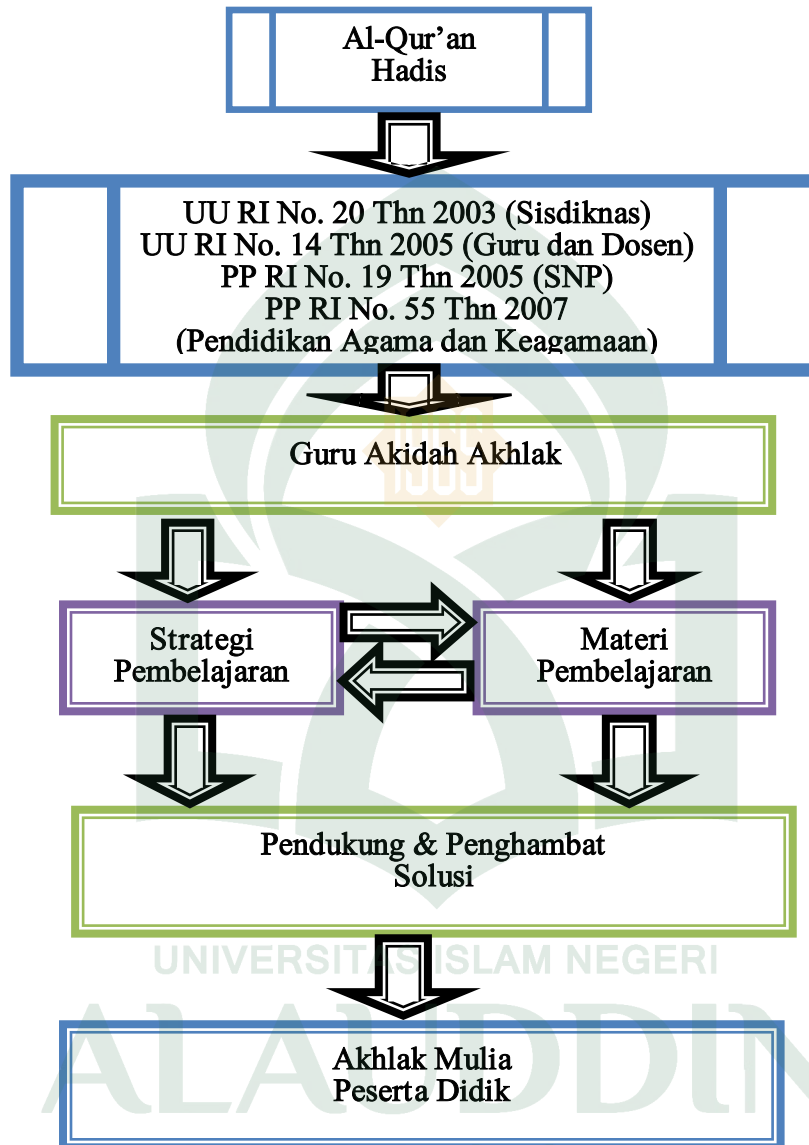 Al-Qur’an
Hadis
UU RI No. 20 Thn 2003 (Sisdiknas)
UU RI No. 14 Thn 2005 (Guru dan Dosen)
PP RI No. 19 Thn 2005 (SNP)
PP RI No. 55 Thn 2007
(Pendidikan Agama dan Keagamaan)
Guru Akidah Akhlak
1965
Strategi
Pembelajaran
Materi
Pembelajaran
Pendukung & Penghambat
Solusi
UNIVERSITAS ISLAM NEGERI
ALAUDDIN
Akhlak Mulia
Peserta Didik